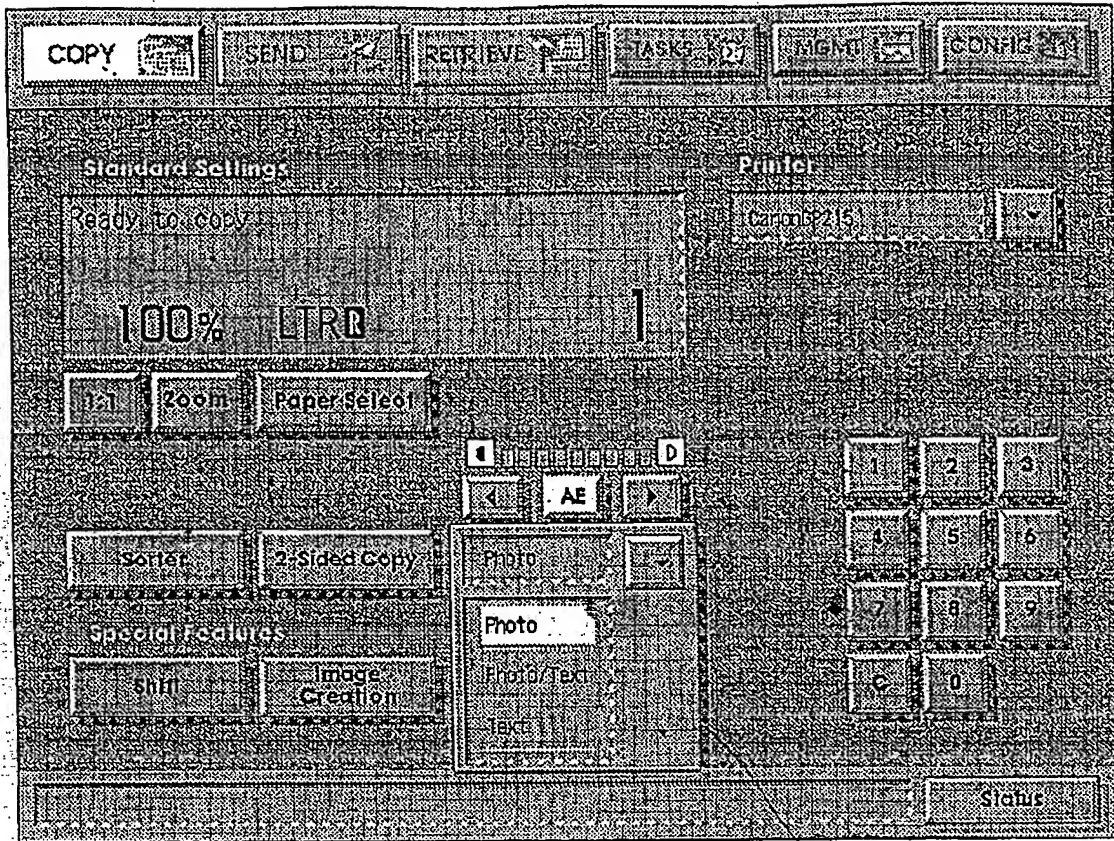 COPY SEND RETRIEVE TASKS MGMT CONFIG
Standard Settings Printer
Ready to copy
CanonGP215
100% LTRR 1
1:1 Zoom Paper Select
D
AE
1 2 3
Sorter 2-Sided Copy Photo
4 5 6
Photo
7 8 9
Special Features
Shift Image Creation Photo/Text
C 0
Text
Status